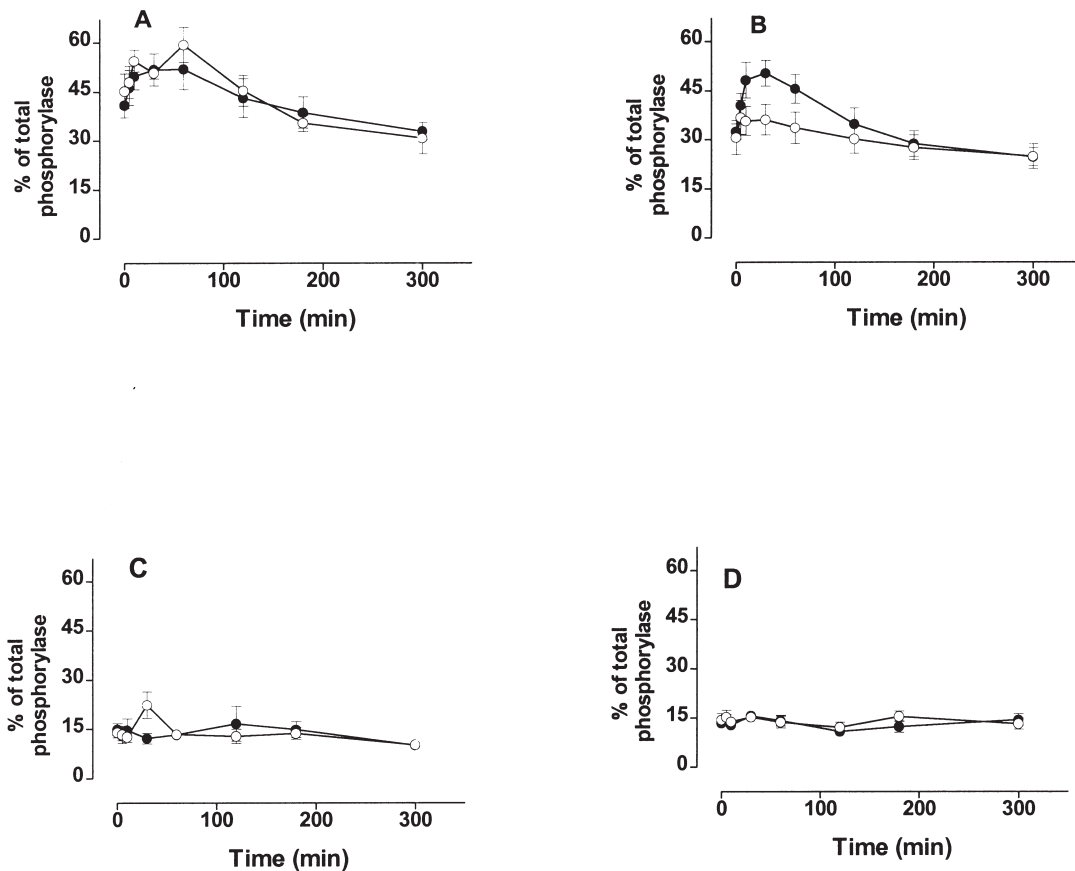 A
60
45
30
15
0
% of total
phosphorylase
0 100 200 300
Time (min)
B
60
45
30
15
0
% of total
phosphorylase
0 100 200 300
Time (min)
C
60
45
30
15
0
% of total
phosphorylase
0 100 200 300
Time (min)
D
60
45
30
15
0
% of total
phosphorylase
0 100 200 300
Time (min)